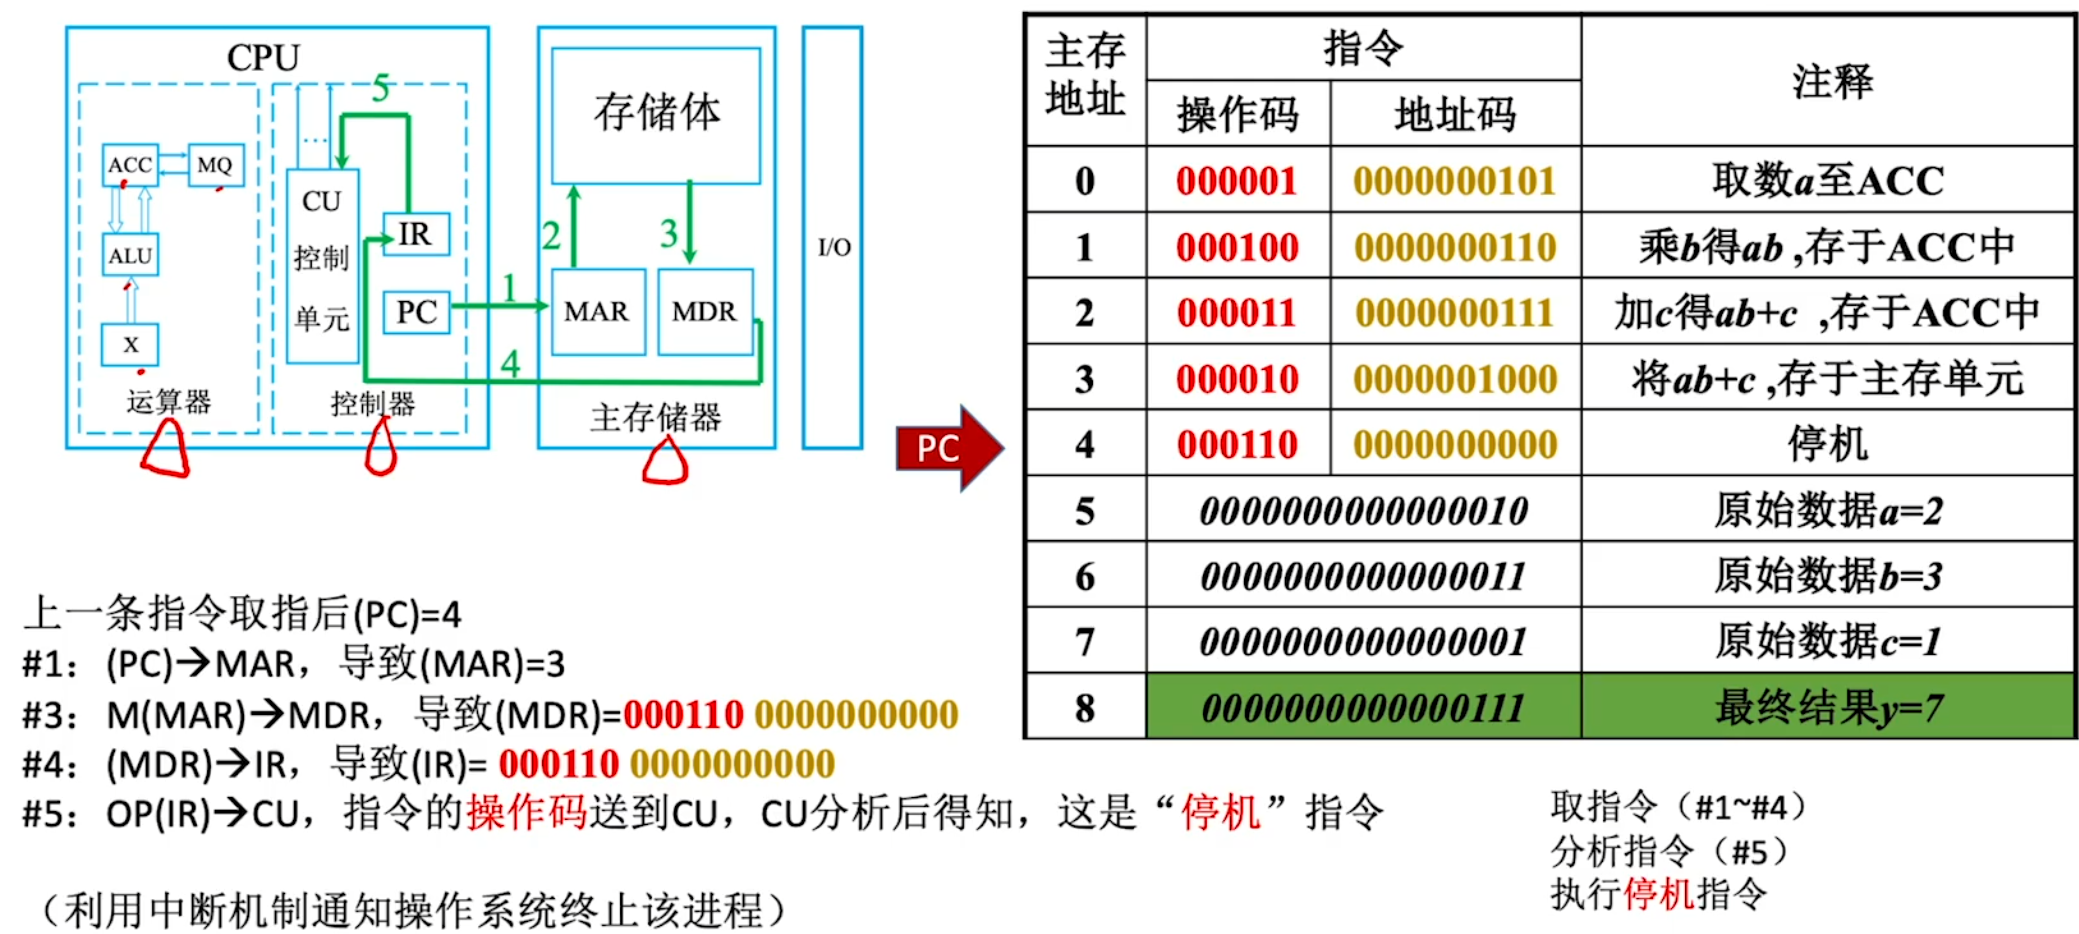 CPU
5
ACC
MQ
...
CU
控制
单元
IR
ALU
PC
X
运算器
控制器
1
4
存储体
2
3
MAR
MDR
主存储器
I/O
PC
主存地址 指令 注释
操作码 地址码
0 000001 0000000101 取数a至ACC
1 000100 0000000110 乘b得ab ,存于ACC中
2 000011 0000000111 加c得ab+c ,存于ACC中
3 000010 0000001000 将ab+c ,存于主存单元
4 000110 0000000000 停机
5 0000000000000010 原始数据a=2
6 0000000000000011 原始数据b=3
7 0000000000000001 原始数据c=1
8 0000000000000111 最终结果y=7
上一条指令取指后(PC)=4
#1：(PC)→MAR，导致(MAR)=3
#3：M(MAR)→MDR，导致(MDR)=000110 0000000000
#4：(MDR)→IR，导致(IR)= 000110 0000000000
#5：OP(IR)→CU，指令的操作码送到CU，CU分析后得知，这是“停机”指令
（利用中断机制通知操作系统终止该进程）
取指令（#1~#4）
分析指令（#5）
执行停机指令